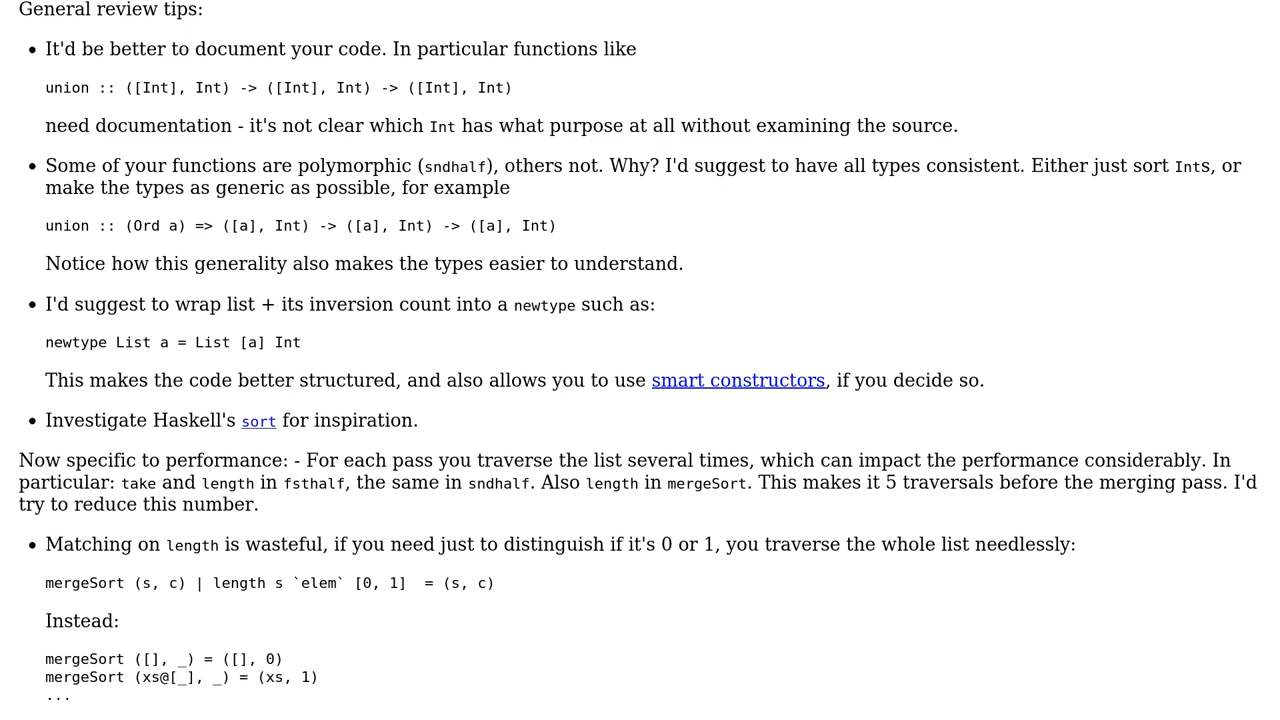 General review tips:
• It'd be better to document your code. In particular functions like
union :: ([Int], Int) -> ([Int], Int) -> ([Int], Int)
need documentation - it's not clear which Int has what purpose at all without examining the source.
• Some of your functions are polymorphic (sndhalf), others not. Why? I'd suggest to have all types consistent. Either just sort Ints, or
make the types as generic as possible, for example
union :: (Ord a) => ([a], Int) -> ([a], Int) -> ([a], Int)
Notice how this generality also makes the types easier to understand.
• I'd suggest to wrap list + its inversion count into a newtype such as:
newtype List a = List [a] Int
This makes the code better structured, and also allows you to use smart constructors, if you decide so.
• Investigate Haskell's sort for inspiration.
Now specific to performance: - For each pass you traverse the list several times, which can impact the performance considerably. In
particular: take and length in fsthalf, the same in sndhalf. Also length in mergeSort. This makes it 5 traversals before the merging pass. I'd
try to reduce this number.
• Matching on length is wasteful, if you need just to distinguish if it's 0 or 1, you traverse the whole list needlessly:
mergeSort (s, c) | length s `elem` [0, 1]  = (s, c)
Instead:
mergeSort ([], _) = ([], 0)
mergeSort (xs@[_], _) = (xs, 1)
...